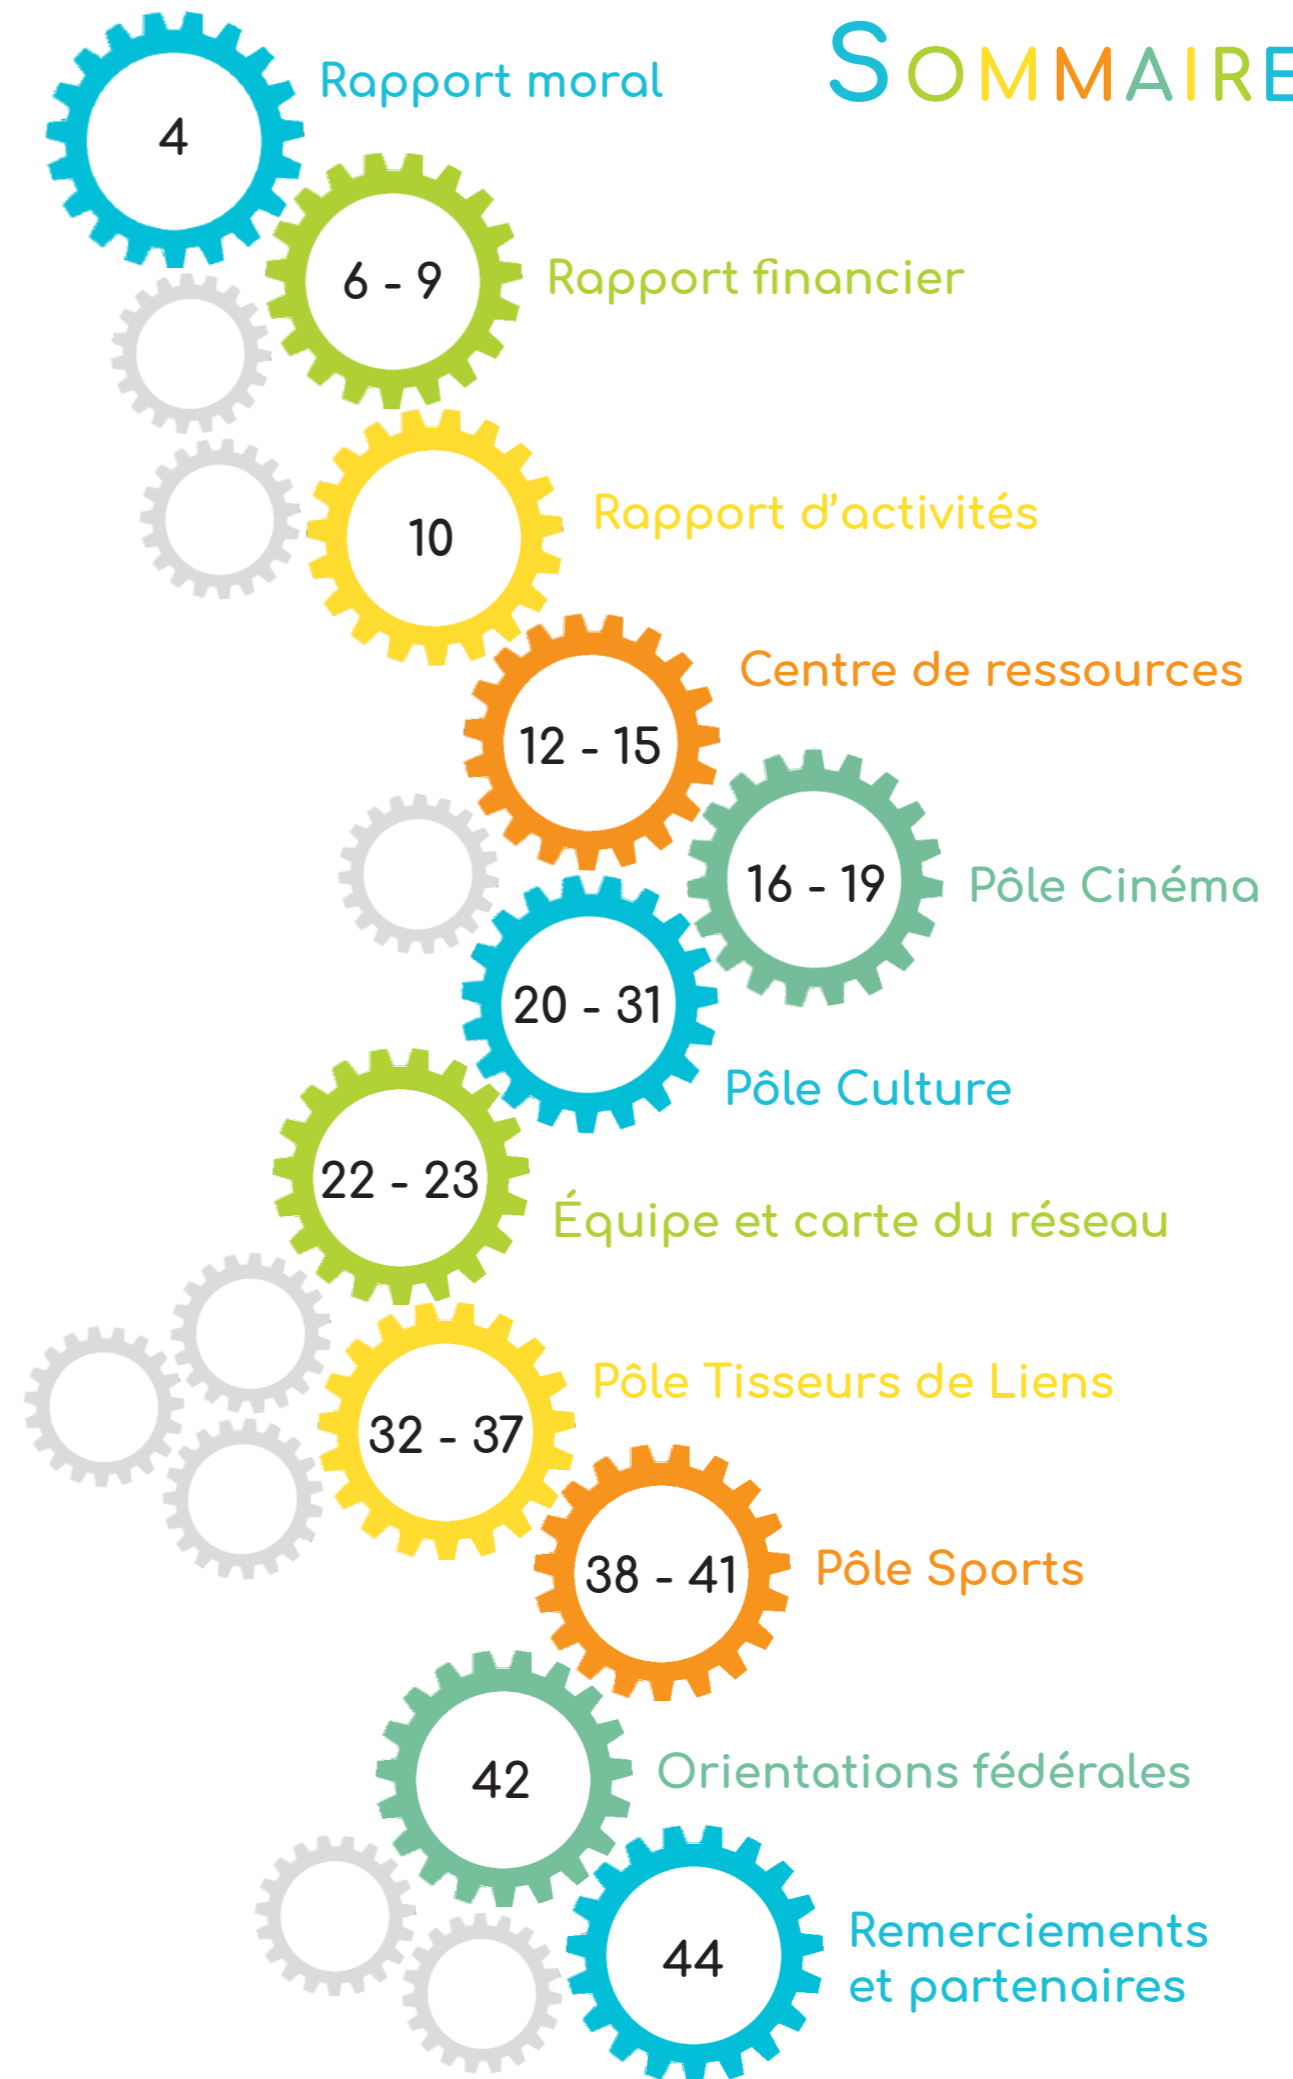 SOMMAIRE
4
Rapport moral
6 - 9
Rapport financier
10
Rapport d’activités
12 - 15
Centre de ressources
16 - 19
Pôle Cinéma
20 - 31
Pôle Culture
22 - 23
Équipe et carte du réseau
32 - 37
Pôle Tisseurs de Liens
38 - 41
Pôle Sports
42
Orientations fédérales
44
Remerciements
et partenaires